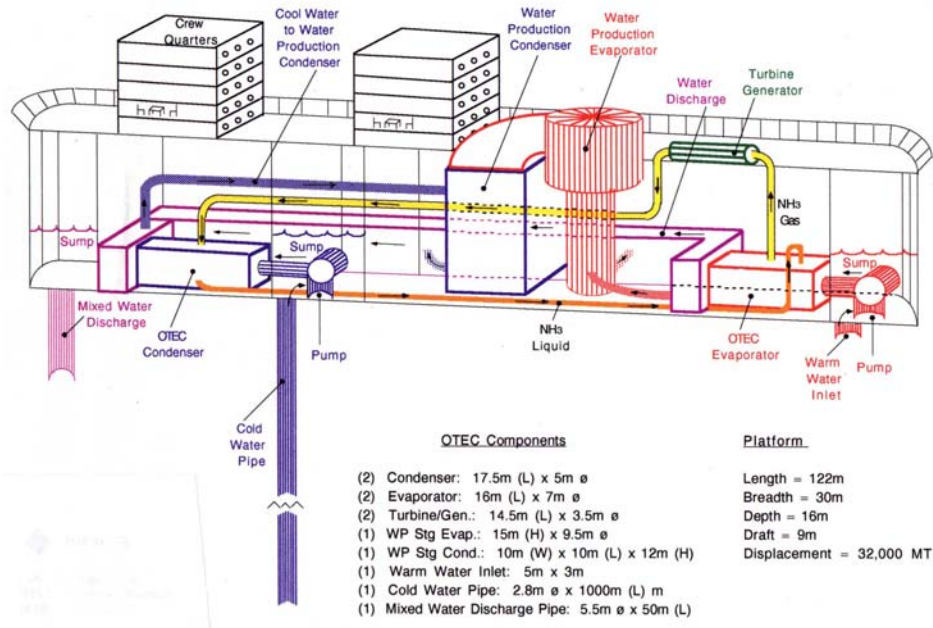 Crew
Quarters
Cool Water
to Water
Production
Condenser
Water
Production
Condenser
Water
Production
Evaporator
Water
Discharge
Turbine
Generator
NH₃
Gas
Sump
Sump
Sump
Mixed Water
Discharge
OTEC
Condenser
Pump
NH₃
Liquid
OTEC
Evaporator
Warm
Water
Inlet
Pump
Cold
Water
Pipe
OTEC Components
(2) Condenser: 17.5m (L) x 5m ø
(2) Evaporator: 16m (L) x 7m ø
(2) Turbine/Gen.: 14.5m (L) x 3.5m ø
(1) WP Stg Evap.: 15m (H) x 9.5m ø
(1) WP Stg Cond.: 10m (W) x 10m (L) x 12m (H)
(1) Warm Water Inlet: 5m x 3m
(1) Cold Water Pipe: 2.8m ø x 1000m (L) m
(1) Mixed Water Discharge Pipe: 5.5m ø x 50m (L)
Platform
Length = 122m
Breadth = 30m
Depth = 16m
Draft = 9m
Displacement = 32,000 MT